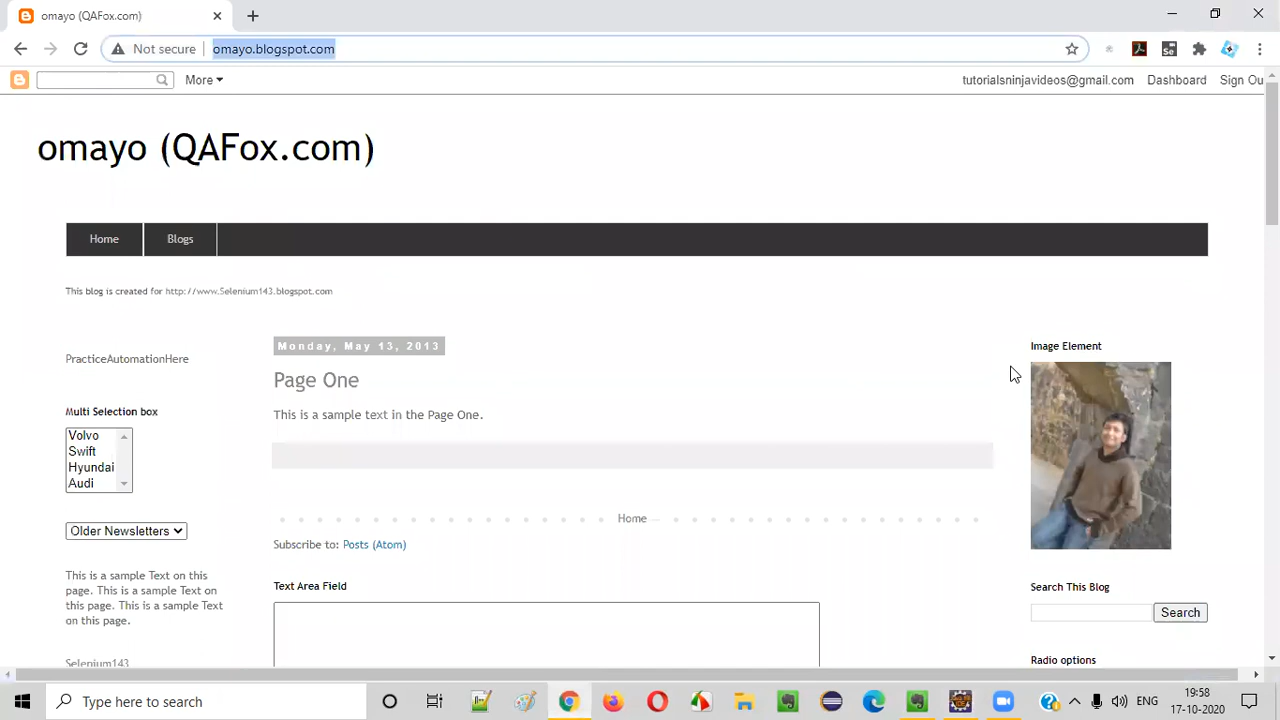 omayo (QAFox.com)
Not secure
omayo.blogspot.com
More
tutorialsninjavideos@gmail.com
Dashboard
Sign Ou
omayo (QAFox.com)
Home
Blogs
This blog is created for http://www.Selenium143.blogspot.com
PracticeAutomationHere
Multi Selection box
Volvo
Swift
Hyundai
Audi
Older Newsletters
This is a sample Text on this
page. This is a sample Text on
this page. This is a sample Text
on this page.
Selenium143
Monday, May 13, 2013
Page One
This is a sample text in the Page One.
Home
Subscribe to: Posts (Atom)
Text Area Field
Image Element
Search This Blog
Search
Radio options
Type here to search
ENG
19:58
17-10-2020